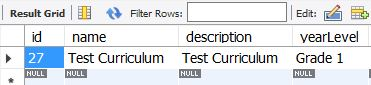 Result Grid Filter Rows: Edit:
id name description yearLevel
27 Test Curriculum Test Curriculum Grade 1
NULL NULL NULL NULL